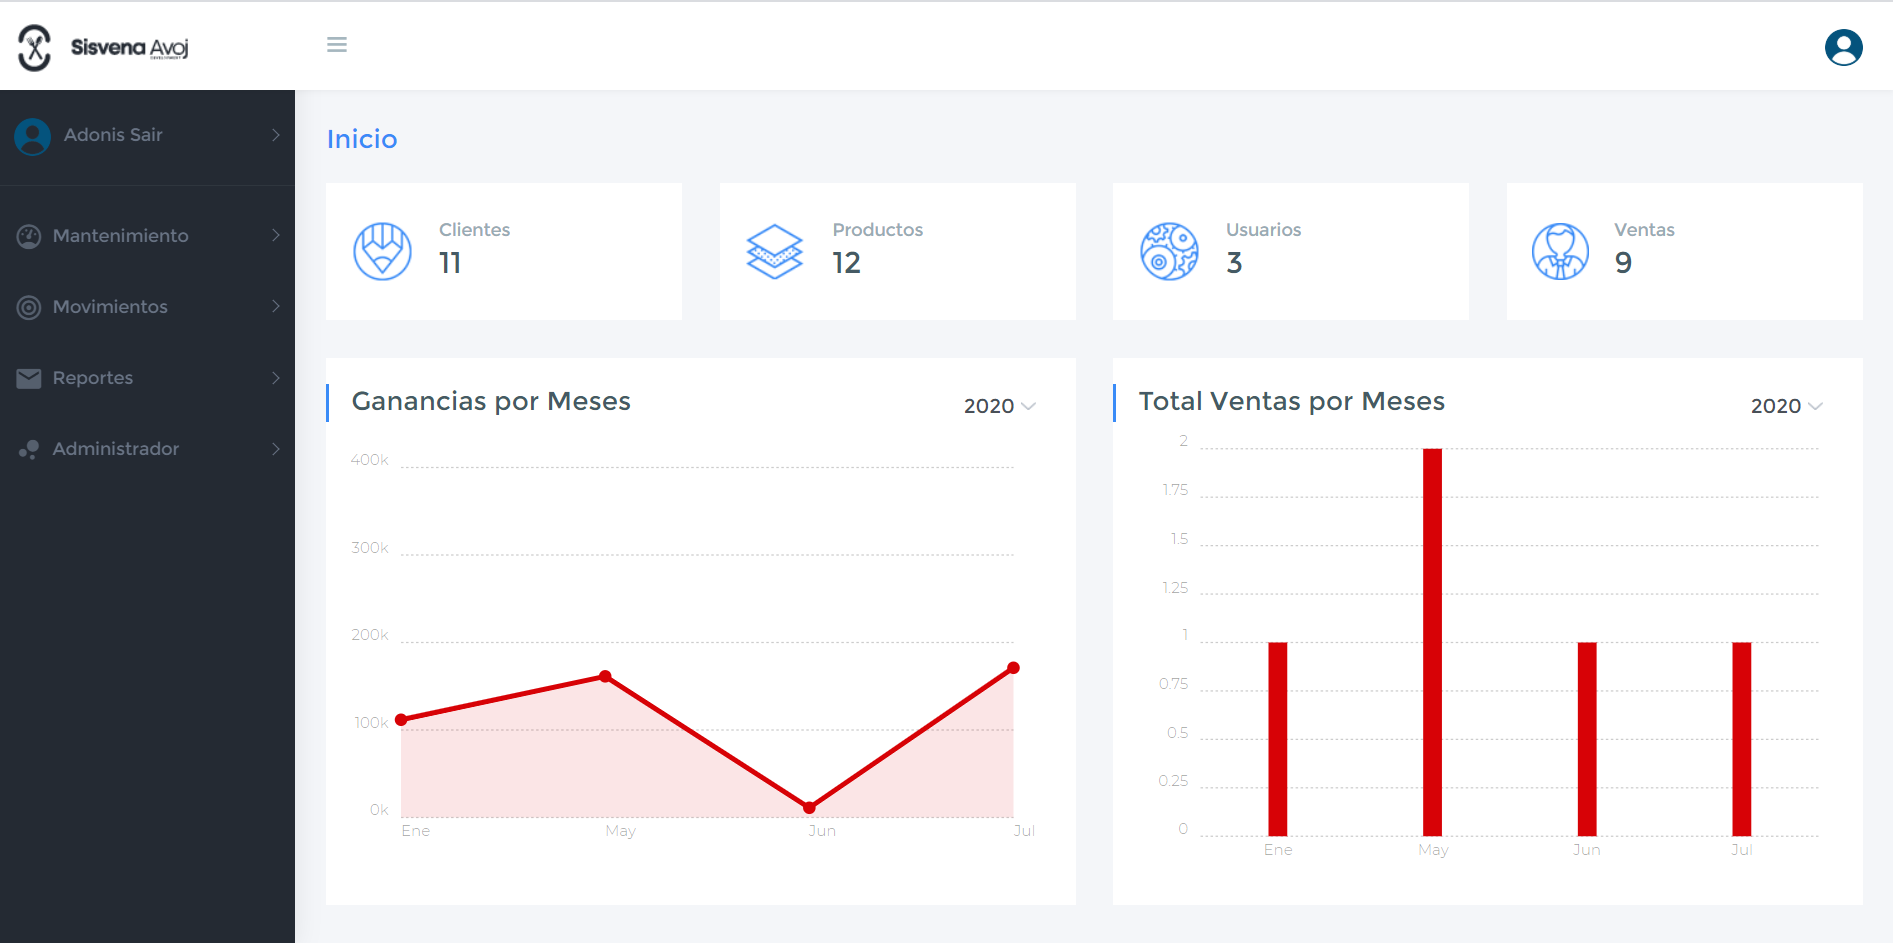 Sisvena Avoj
Adonis Sair
Mantenimiento
Movimientos
Reportes
Administrador
Inicio
Clientes
11
Productos
12
Usuarios
3
Ventas
9
Ganancias por Meses
2020
400k
300k
200k
100k
0k
Ene May Jun Jul
Total Ventas por Meses
2020
2
1.75
1.5
1.25
1
0.75
0.5
0.25
0
Ene May Jun Jul